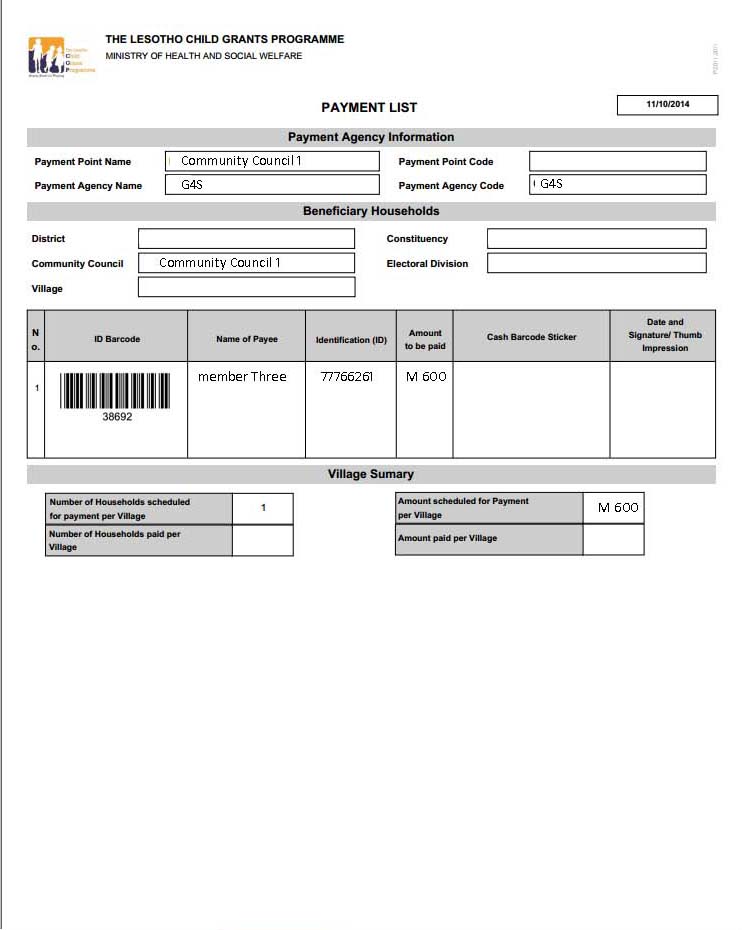 THE LESOTHO CHILD GRANTS PROGRAMME
MINISTRY OF HEALTH AND SOCIAL WELFARE
Child
Grants
Programme
PAYMENT LIST
11/10/2014
Payment Agency Information
Payment Point Name Community Council 1 Payment Point Code
Payment Agency Name G4S Payment Agency Code G4S
Beneficiary Households
District Constituency
Community Council Community Council 1 Electoral Division
Village
N
o.
ID Barcode
Name of Payee
Identification (ID)
Amount
to be paid
Cash Barcode Sticker
Date and
Signature/ Thumb
Impression
1 member Three 77766261 M 600
38692
Village Sumary
Number of Households scheduled
for payment per Village
1
Amount scheduled for Payment
per Village
M 600
Number of Households paid per
Village
Amount paid per Village